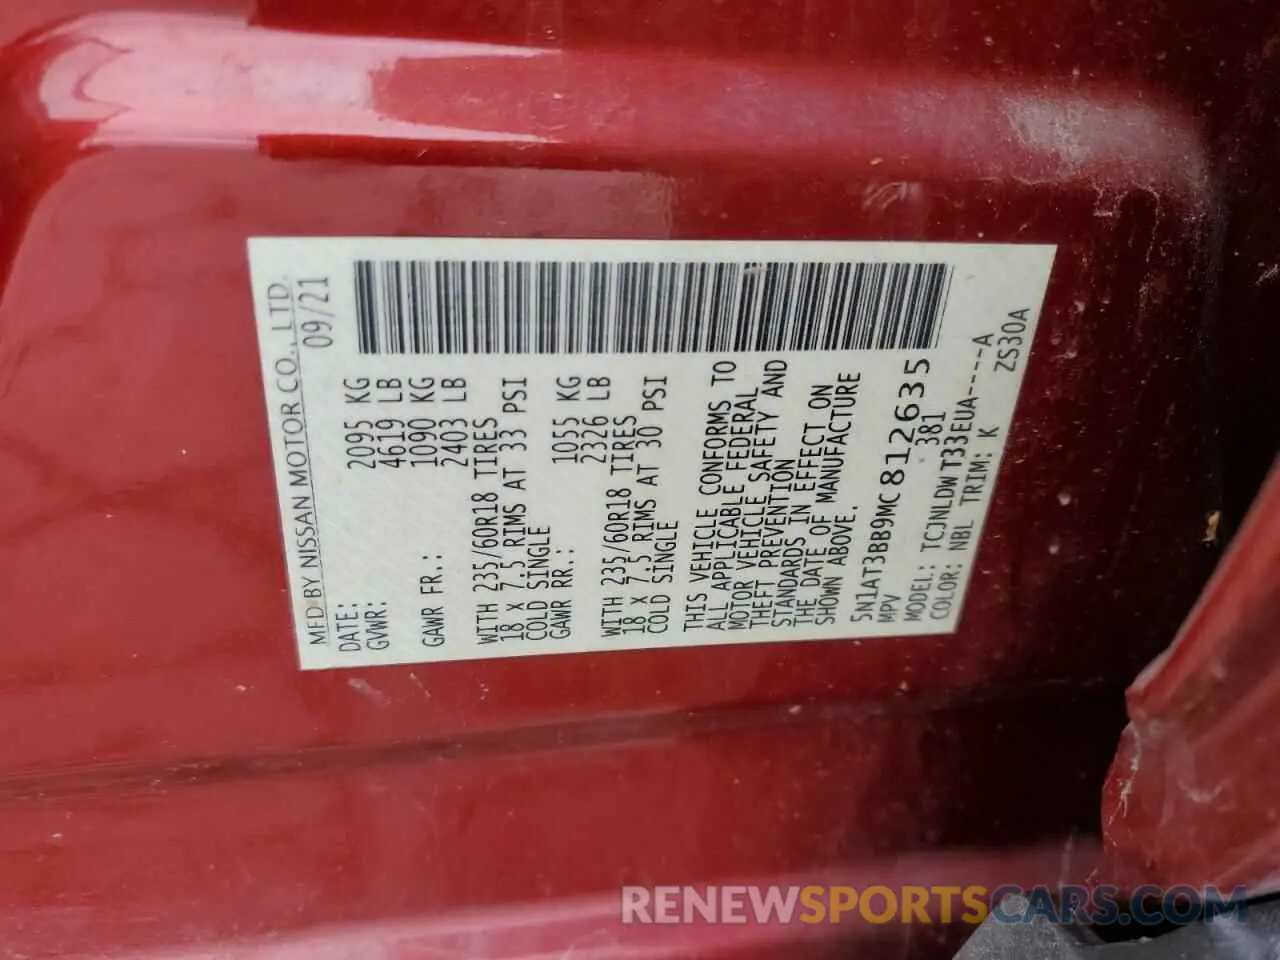 MFD BY NISSAN MOTOR CO., LTD.
DATE: 09/21
GVWR: 2095 KG
4619 LB
GAWR FR.: 1090 KG
2403 LB
WITH 235/60R18 TIRES
18 x 7.5 RIMS AT 33 PSI
COLD SINGLE
GAWR RR.: 1055 KG
2326 LB
WITH 235/60R18 TIRES
18 x 7.5 RIMS AT 30 PSI
COLD SINGLE
THIS VEHICLE CONFORMS TO
ALL APPLICABLE FEDERAL
MOTOR VEHICLE SAFETY AND
THEFT PREVENTION
STANDARDS IN EFFECT ON
THE DATE OF MANUFACTURE
SHOWN ABOVE.
5N1AT3BB9MC812635
MPV 381
MODEL: TCJNLDWT33EUA----A
COLOR: NBL TRIM: K ZS30A
RENEWSPORTSCARS.COM